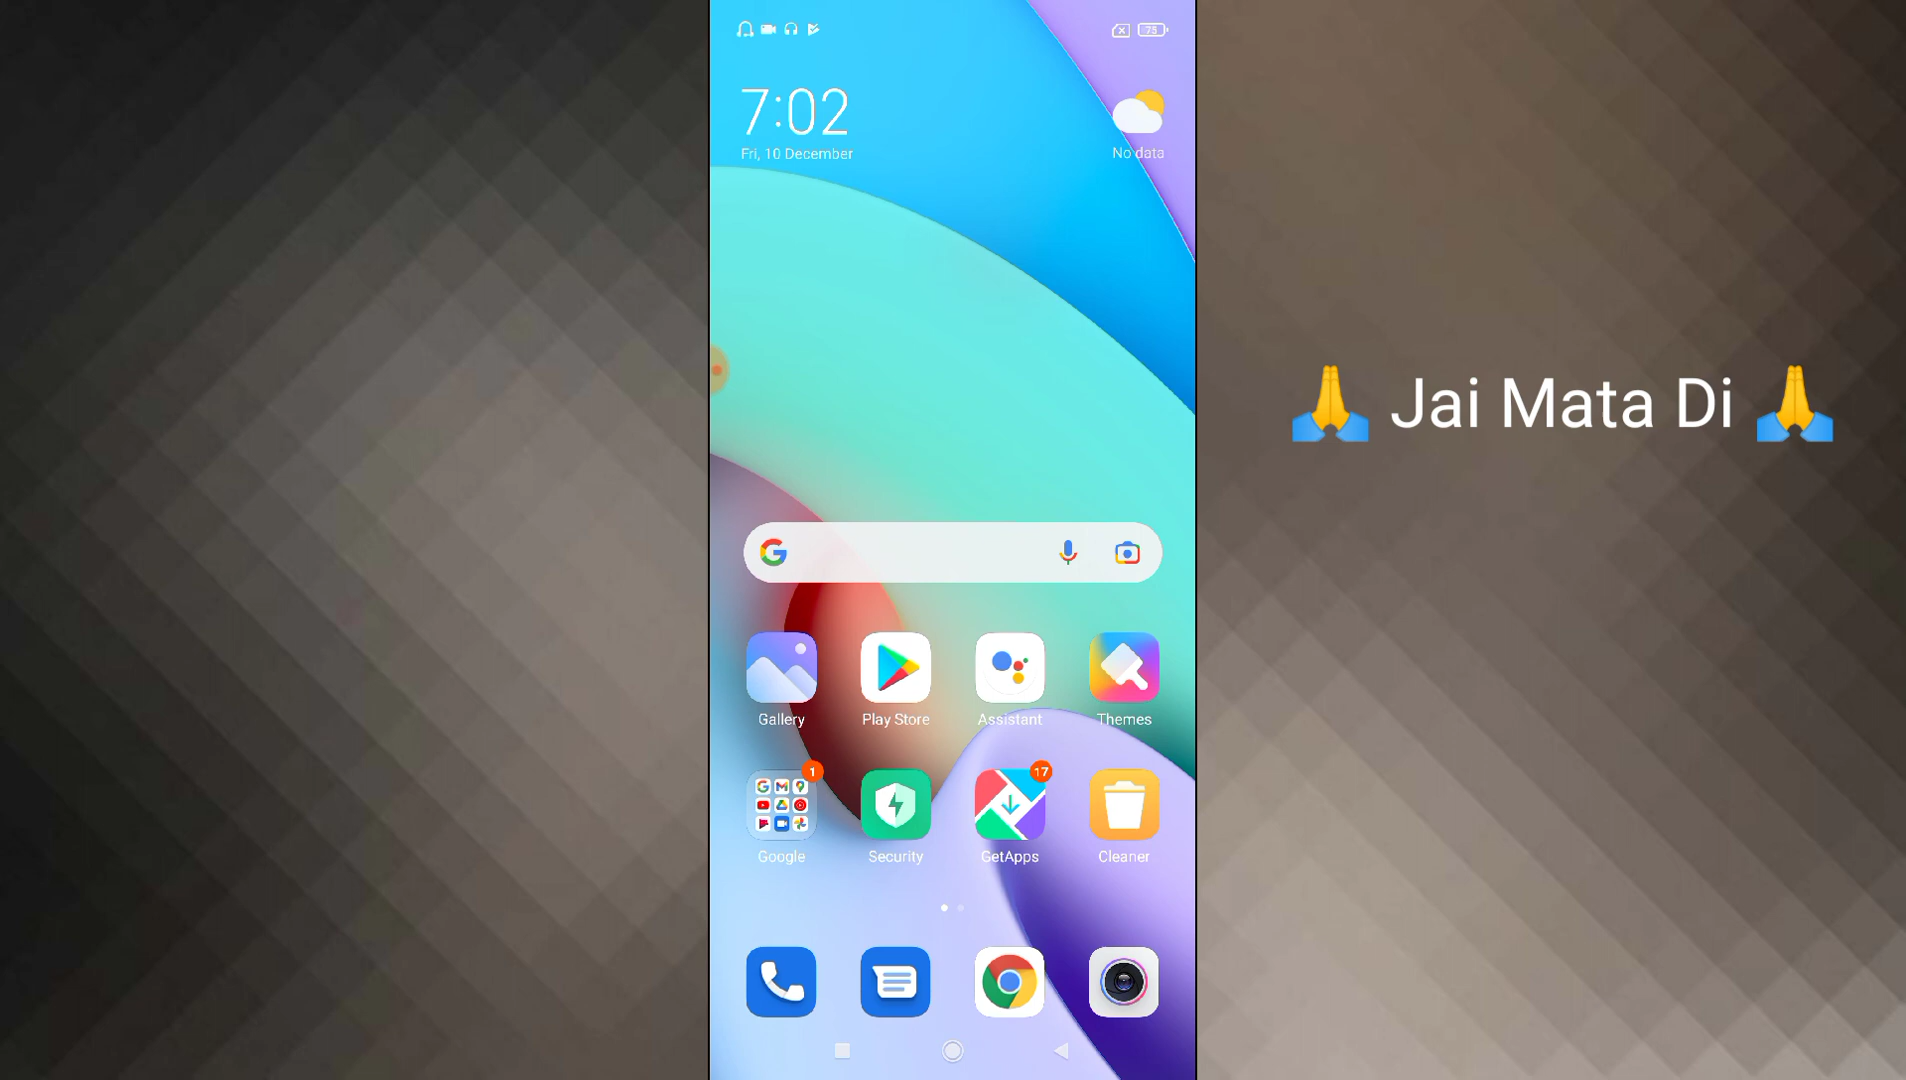 75
7:02
Fri, 10 December
No data
🙏 Jai Mata Di 🙏
Gallery
Play Store
Assistant
Themes
1
17
Google
Security
GetApps
Cleaner